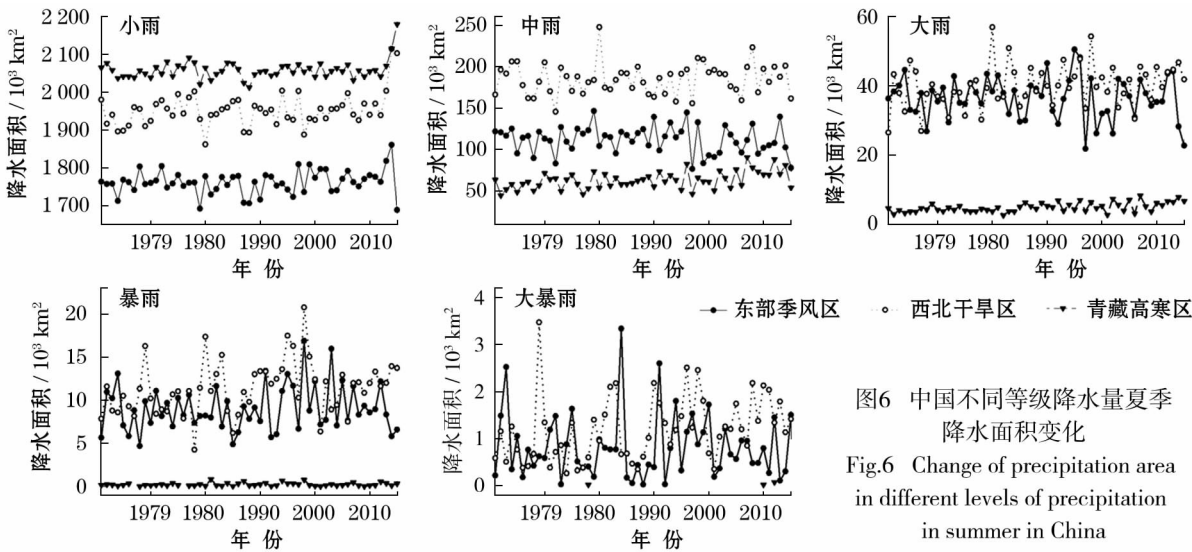 小雨
降水面积 / 10³ km²
2 200
2 100
2 000
1 900
1 800
1 700
1979 1980 1990 2000 2010
年 份
中雨
降水面积 / 10³ km²
250
200
150
100
50
1979 1980 1990 2000 2010
年 份
大雨
降水面积 / 10³ km²
60
40
20
0
1979 1980 1990 2000 2010
年 份
暴雨
降水面积 / 10³ km²
20
15
10
5
0
1979 1980 1990 2000 2010
年 份
大暴雨
降水面积 / 10³ km²
4
3
2
1
0
1979 1980 1990 2000 2010
年 份
东部季风区 西北干旱区 青藏高寒区
图6 中国不同等级降水量夏季
降水面积变化
Fig.6 Change of precipitation area
in different levels of precipitation
in summer in China